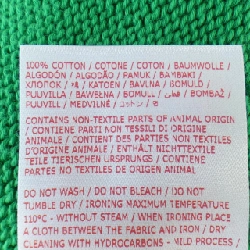 100% COTTON / COTONE / COTON / BAUMWOLLE /
ALGODÓN / ALGODÃO / PAMUK / BAMBAKI /
ХЛОПОК / 棉 / KATOEN / BAVLNA / BOMULD /
PUUVILLA / BAWEŁNA / BOMULL / / BOMBAŽ /
PUUVILL / MEDVILNĖ /
CONTAINS NON-TEXTILE PARTS OF ANIMAL ORIGIN
/ CONTIENE PARTI NON TESSILI DI ORIGINE
ANIMALE / CONTIENT DES PARTIES NON TEXTILES
D'ORIGINE ANIMALE / ENTHÄLT NICHTTEXTILE
TEILE TIERISCHEN URSPRUNGS / CONTIENE
PARTES NO TEXTILES DE ORIGEN ANIMAL
DO NOT WASH / DO NOT BLEACH / DO NOT
TUMBLE DRY / IRONING MAXIMUM TEMPERATURE
110°C - WITHOUT STEAM / WHEN IRONING PLACE
A CLOTH BETWEEN THE FABRIC AND IRON / DRY
CLEANING WITH HYDROCARBONS - MILD PROCESS